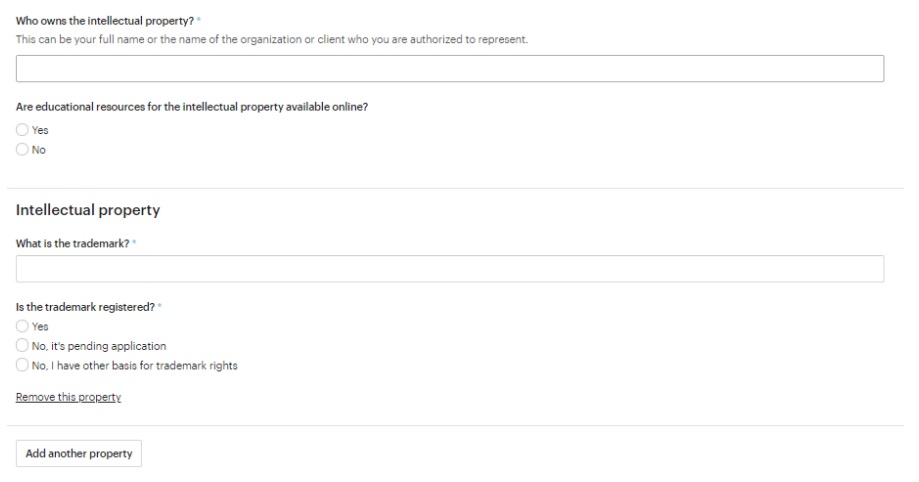 Who owns the intellectual property? *
This can be your full name or the name of the organization or client who you are authorized to represent.
Are educational resources for the intellectual property available online?
Yes
No
Intellectual property
What is the trademark? *
Is the trademark registered? *
Yes
No, it's pending application
No, I have other basis for trademark rights
Remove this property
Add another property